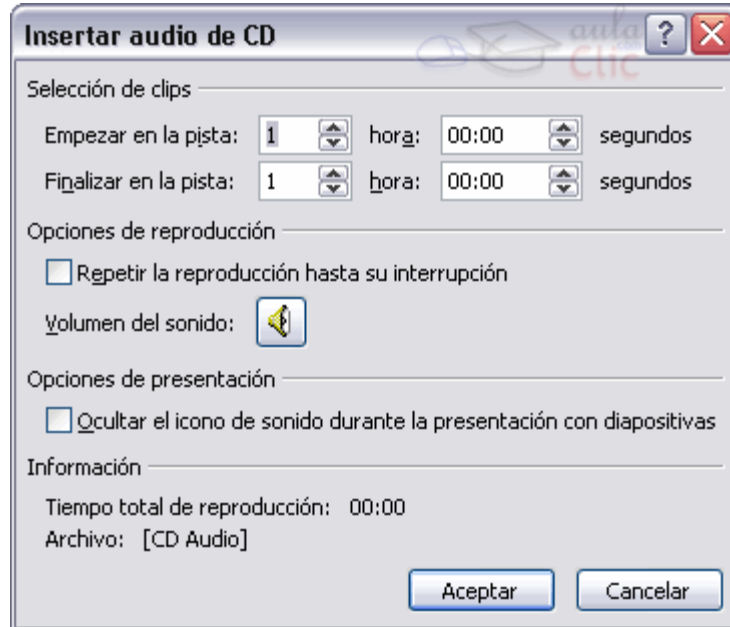 Insertar audio de CD
aula
Clic
.com
?
Selección de clips
Empezar en la pista: 1 hora: 00:00 segundos
Finalizar en la pista: 1 hora: 00:00 segundos
Opciones de reproducción
Repetir la reproducción hasta su interrupción
Volumen del sonido:
Opciones de presentación
Ocultar el icono de sonido durante la presentación con diapositivas
Información
Tiempo total de reproducción: 00:00
Archivo: [CD Audio]
Aceptar Cancelar